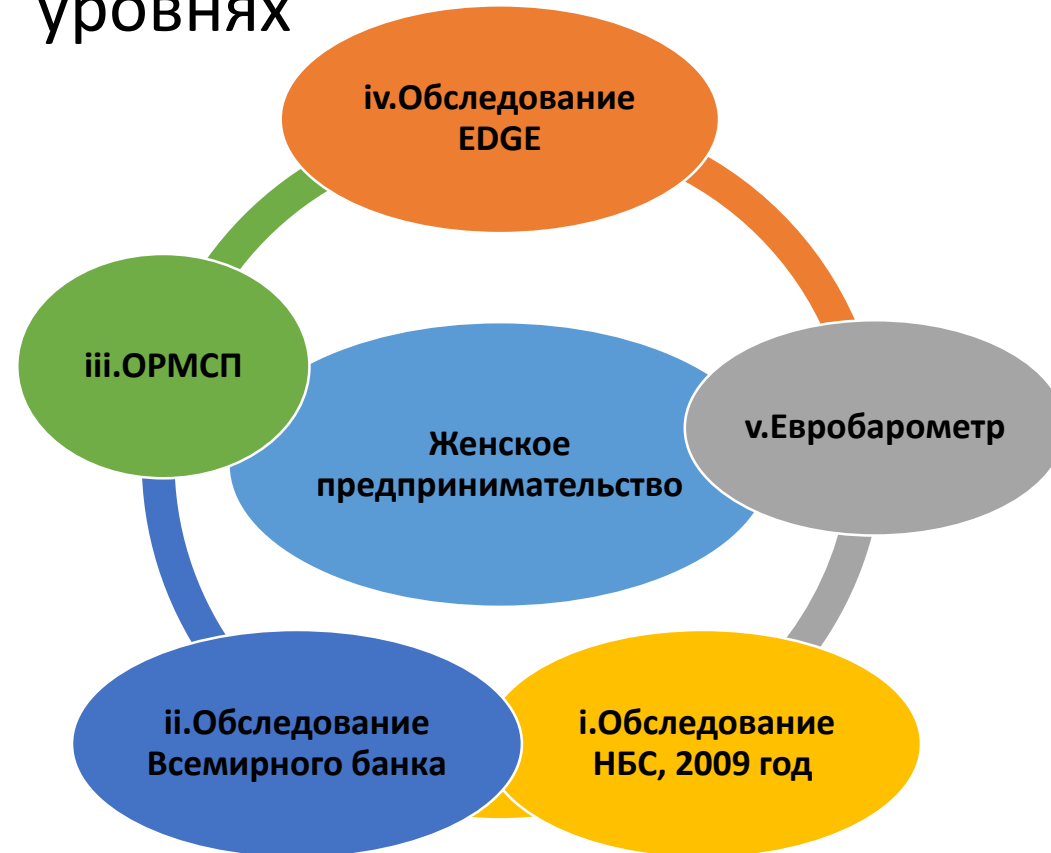 уровнях
iv.Обследование
EDGE
iii.ОРМСП
v.Евробарометр
Женское
предпринимательство
ii.Обследование
Всемирного банка
i.Обследование
НБС, 2009 год